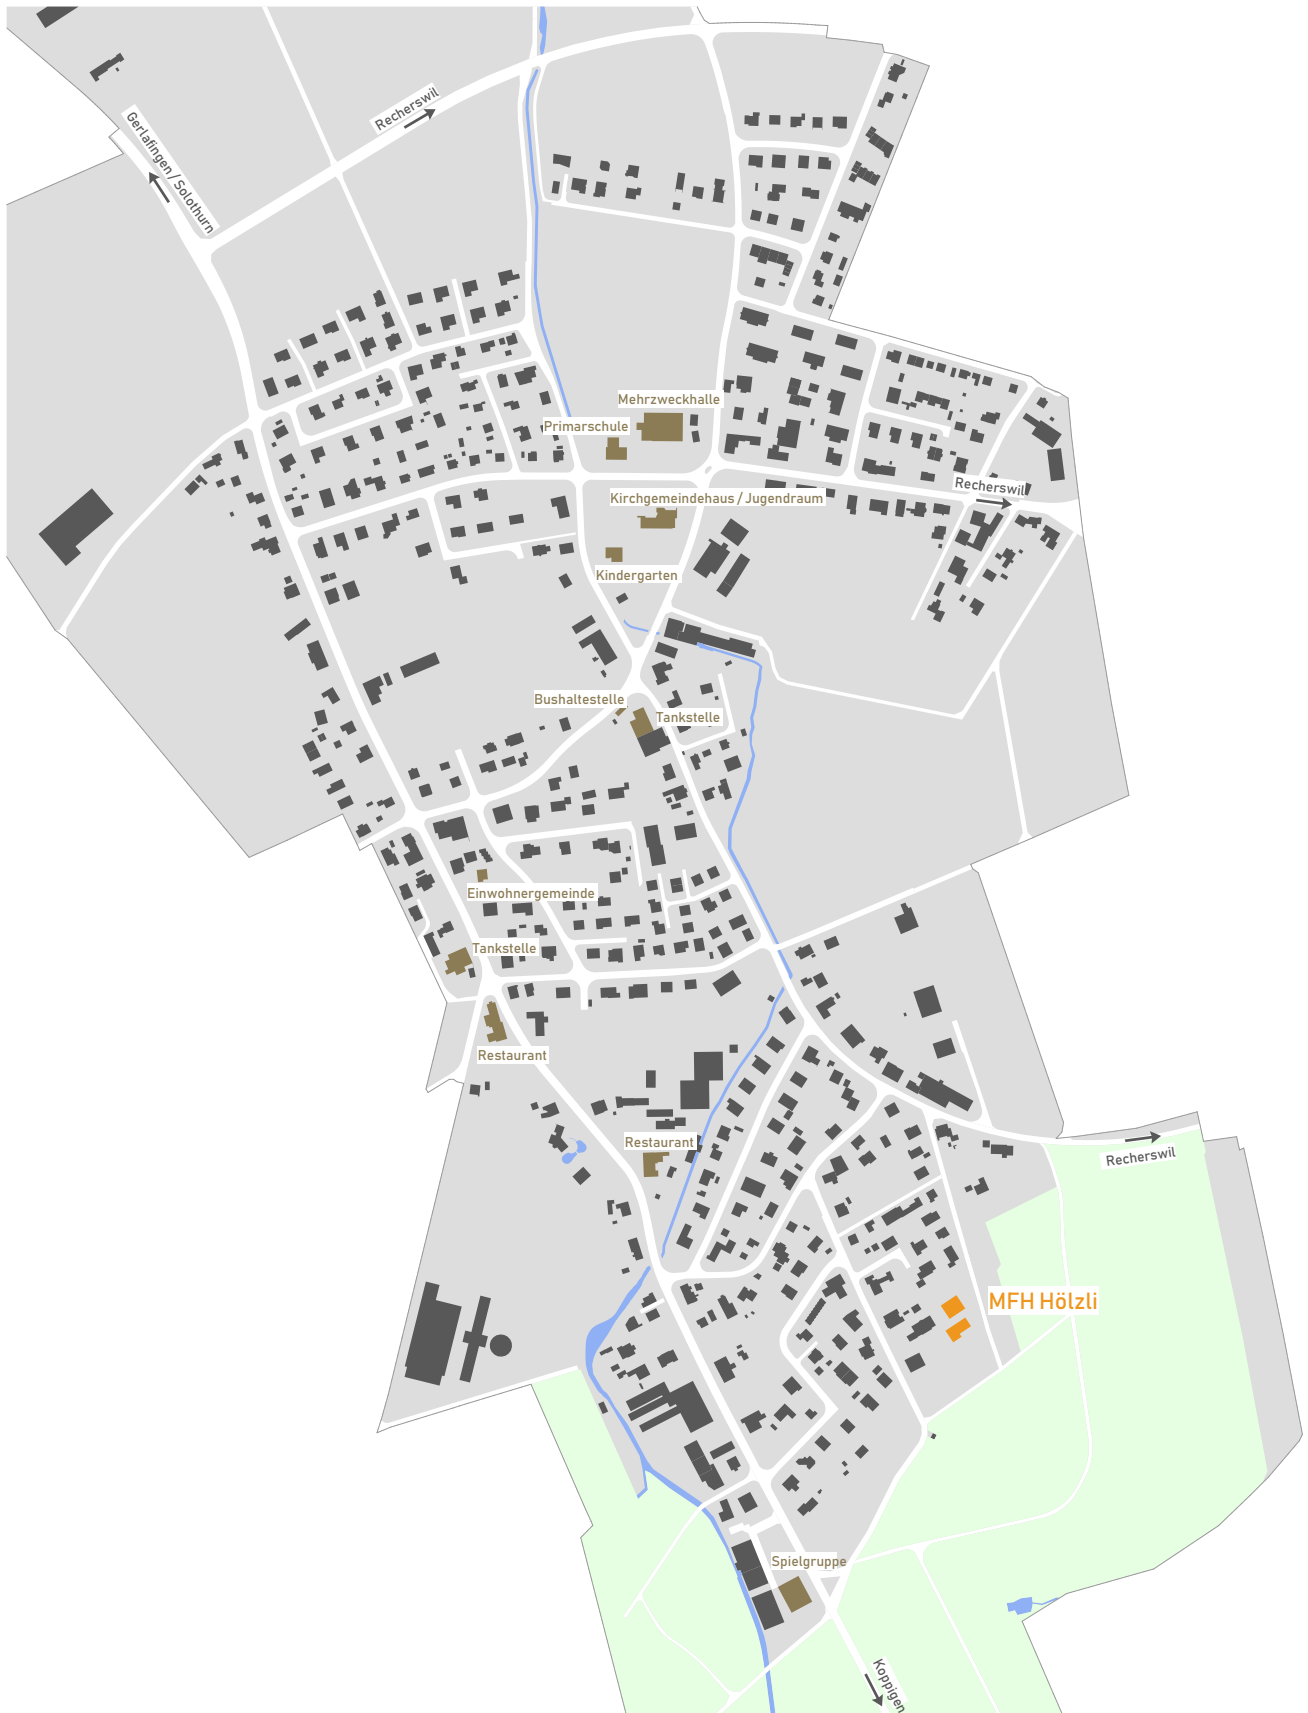 Recherswil
Gerlafingen / Solothurn
Mehrzweckhalle
Primarschule
Recherswil
Kirchgemeindehaus / Jugendraum
Kindergarten
Bushaltestelle
Tankstelle
Einwohnergemeinde
Tankstelle
Restaurant
Restaurant
Recherswil
MFH Hölzli
Spielgruppe
Koppigen